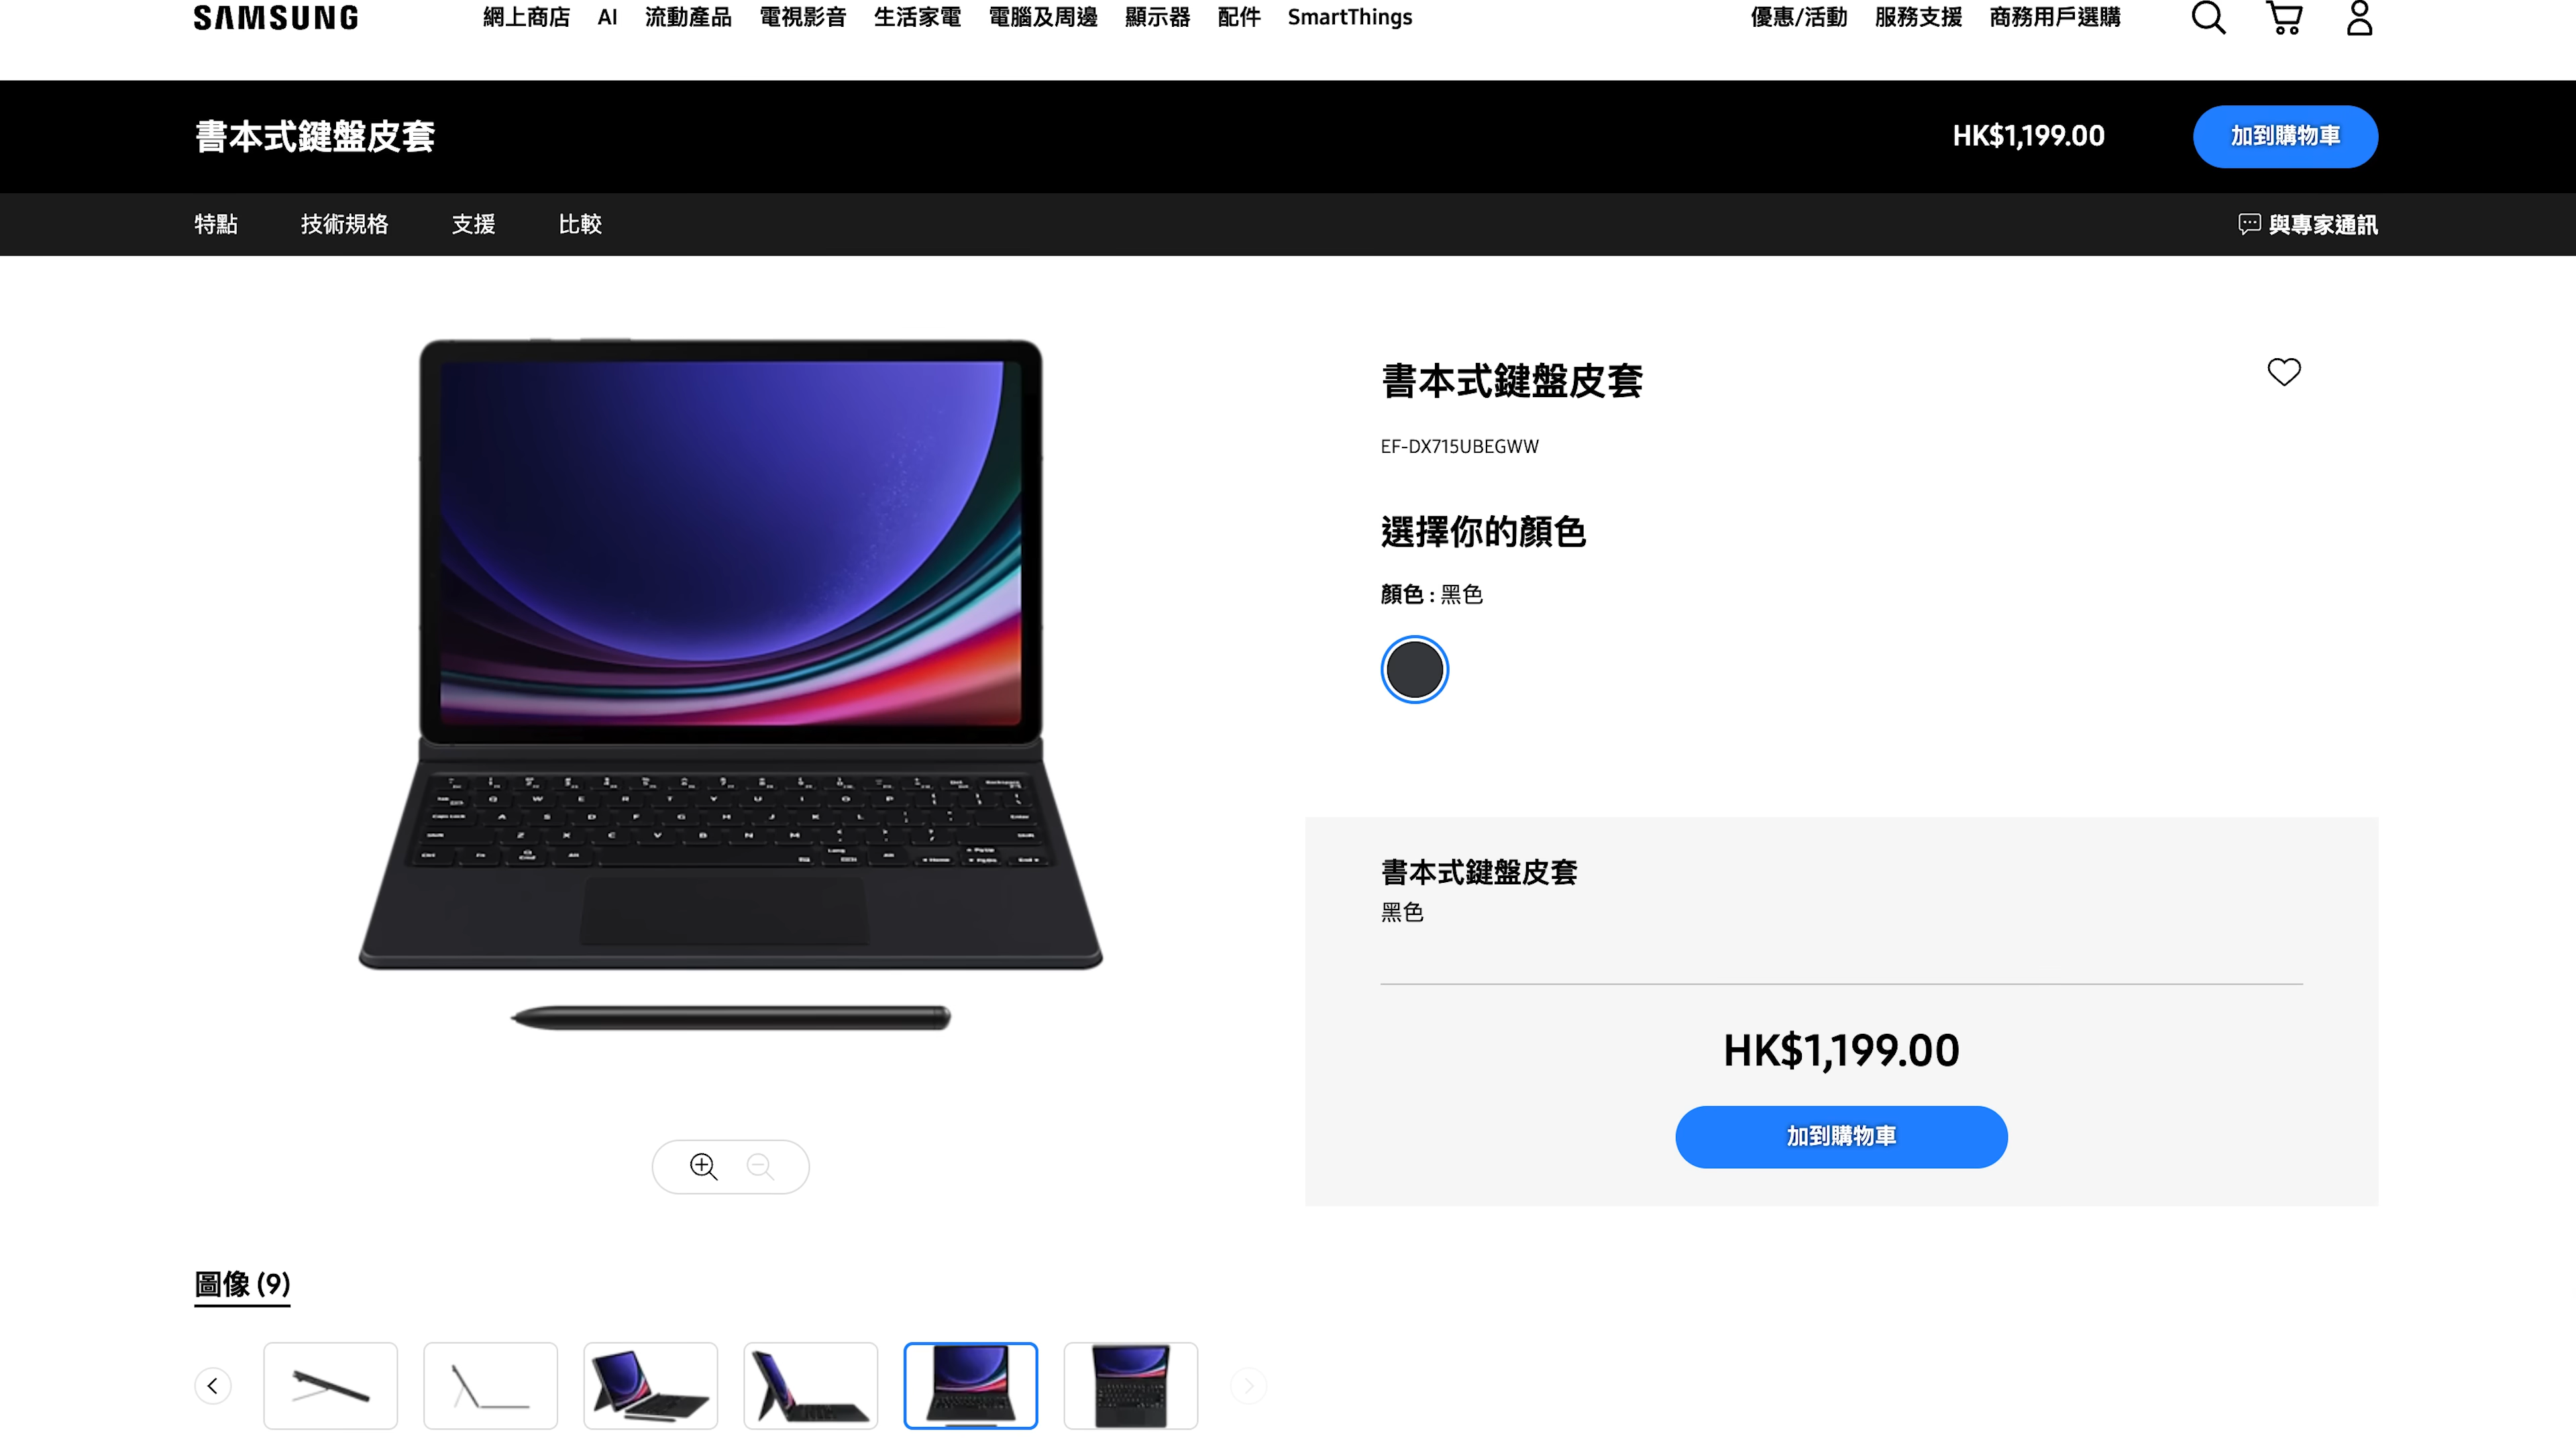 SAMSUNG
網上商店 AI 流動產品 電視影音 生活家電 電腦及周邊 顯示器 配件 SmartThings 優惠/活動 服務支援 商務用戶選購
書本式鍵盤皮套 HK$1,199.00 加到購物車
特點 技術規格 支援 比較 與專家通訊
書本式鍵盤皮套
EF-DX715UBEGWW
選擇你的顏色
顏色 : 黑色
書本式鍵盤皮套
黑色
HK$1,199.00
加到購物車
Q W E R T Y U I O P
A S D F G H J K L
Z X C V B N M
圖像 (9)